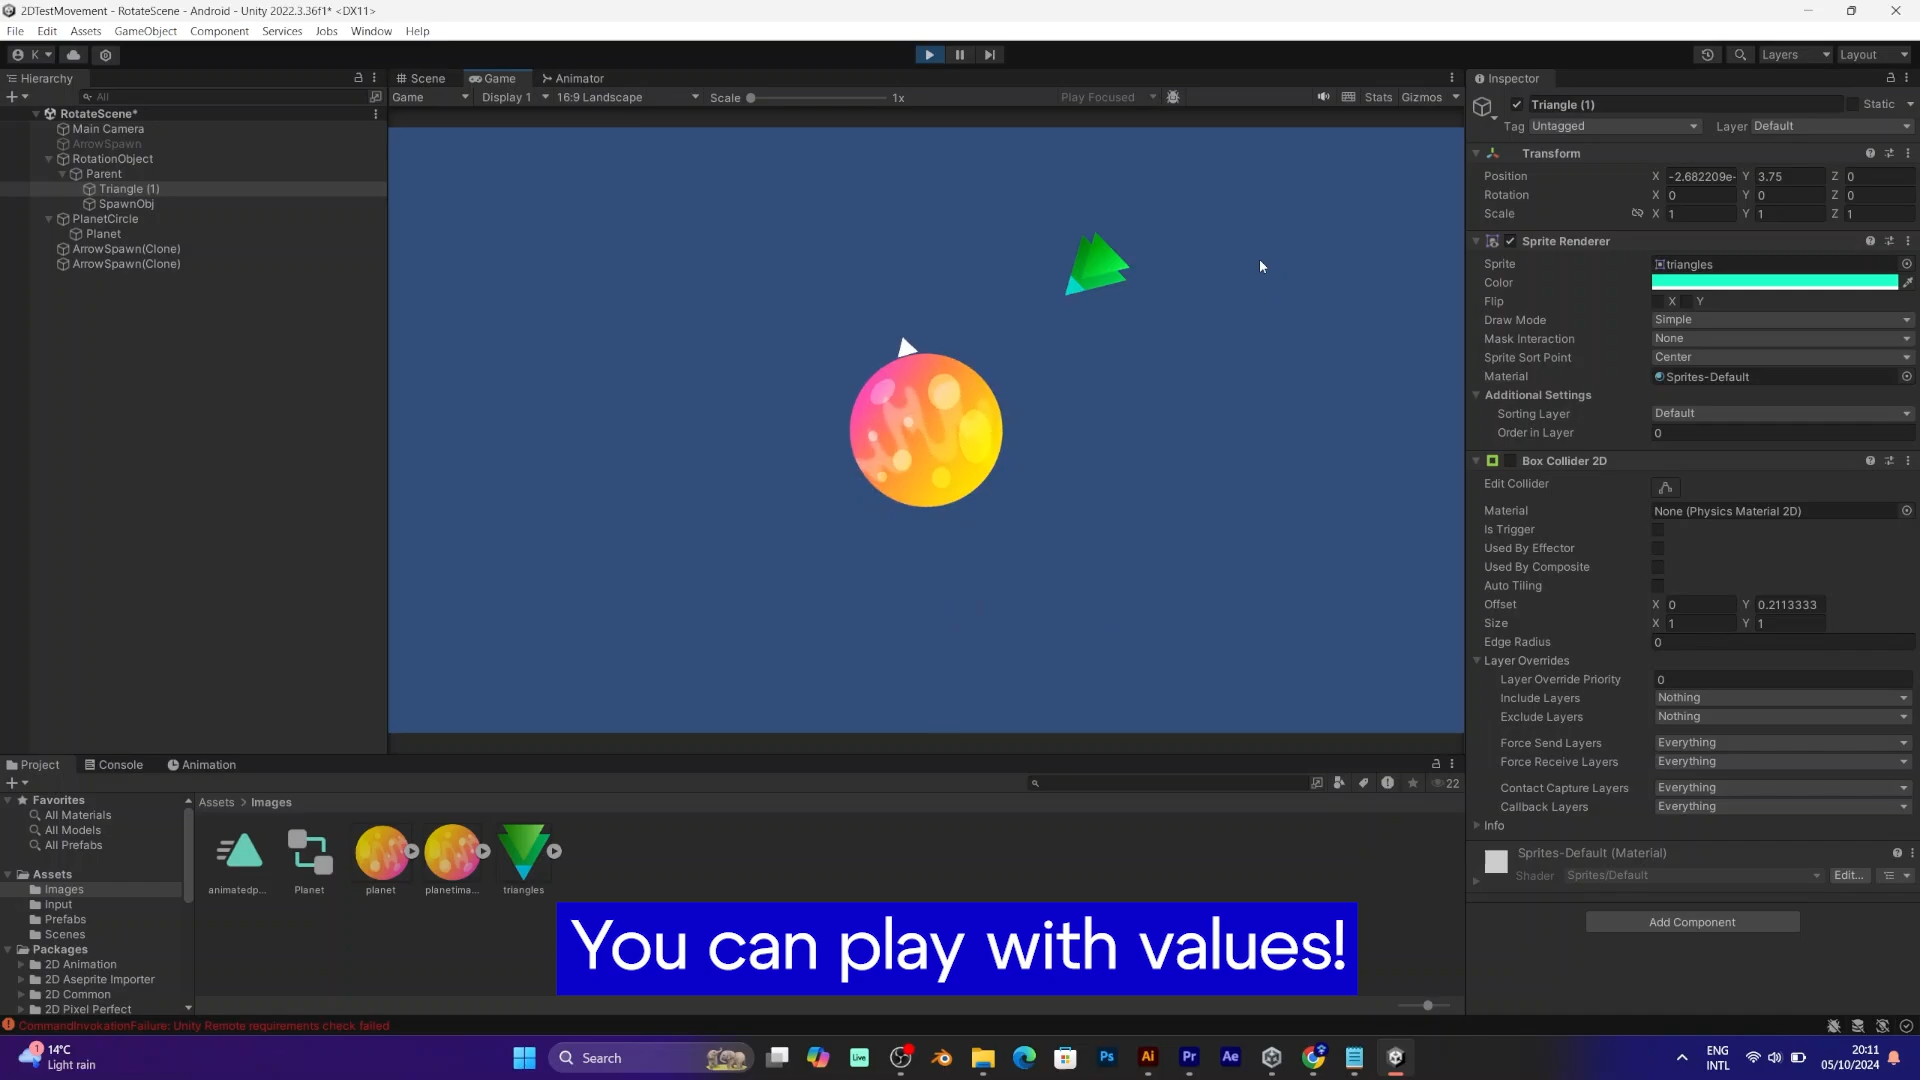 2DTestMovement - RotateScene - Android - Unity 2022.3.36f1* <DX11>
File Edit Assets GameObject Component Services Jobs Window Help
K
Layers Layout
Hierarchy
All
RotateScene*
Main Camera
ArrowSpawn
RotationObject
Parent
Triangle (1)
SpawnObj
PlanetCircle
Planet
ArrowSpawn(Clone)
ArrowSpawn(Clone)
Scene Game Animator
Game Display 1 16:9 Landscape Scale 1x Play Focused Stats Gizmos
Inspector
Triangle (1) Static
Tag Untagged Layer Default
Transform
Position X -2.682209e- Y 3.75 Z 0
Rotation X 0 Y 0 Z 0
Scale X 1 Y 1 Z 1
Sprite Renderer
Sprite triangles
Color
Flip X Y
Draw Mode Simple
Mask Interaction None
Sprite Sort Point Center
Material Sprites-Default
Additional Settings
Sorting Layer Default
Order in Layer 0
Box Collider 2D
Edit Collider
Material None (Physics Material 2D)
Is Trigger
Used By Effector
Used By Composite
Auto Tiling
Offset X 0 Y 0.2113333
Size X 1 Y 1
Edge Radius 0
Layer Overrides
Layer Override Priority 0
Include Layers Nothing
Exclude Layers Nothing
Force Send Layers Everything
Force Receive Layers Everything
Contact Capture Layers Everything
Callback Layers Everything
Info
Sprites-Default (Material)
Shader Sprites/Default Edit...
Add Component
Project Console Animation
22
Favorites
All Materials
All Models
All Prefabs
Assets
Images
Input
Prefabs
Scenes
Packages
2D Animation
2D Aseprite Importer
2D Common
2D Pixel Perfect
Assets > Images
animatedp... Planet planet planetima... triangles
You can play with values!
CommandInvokationFailure: Unity Remote requirements check failed
1
14°C
Light rain
Search
Live
Ps Ai Pr Ae
ENG
INTL
20:11
05/10/2024